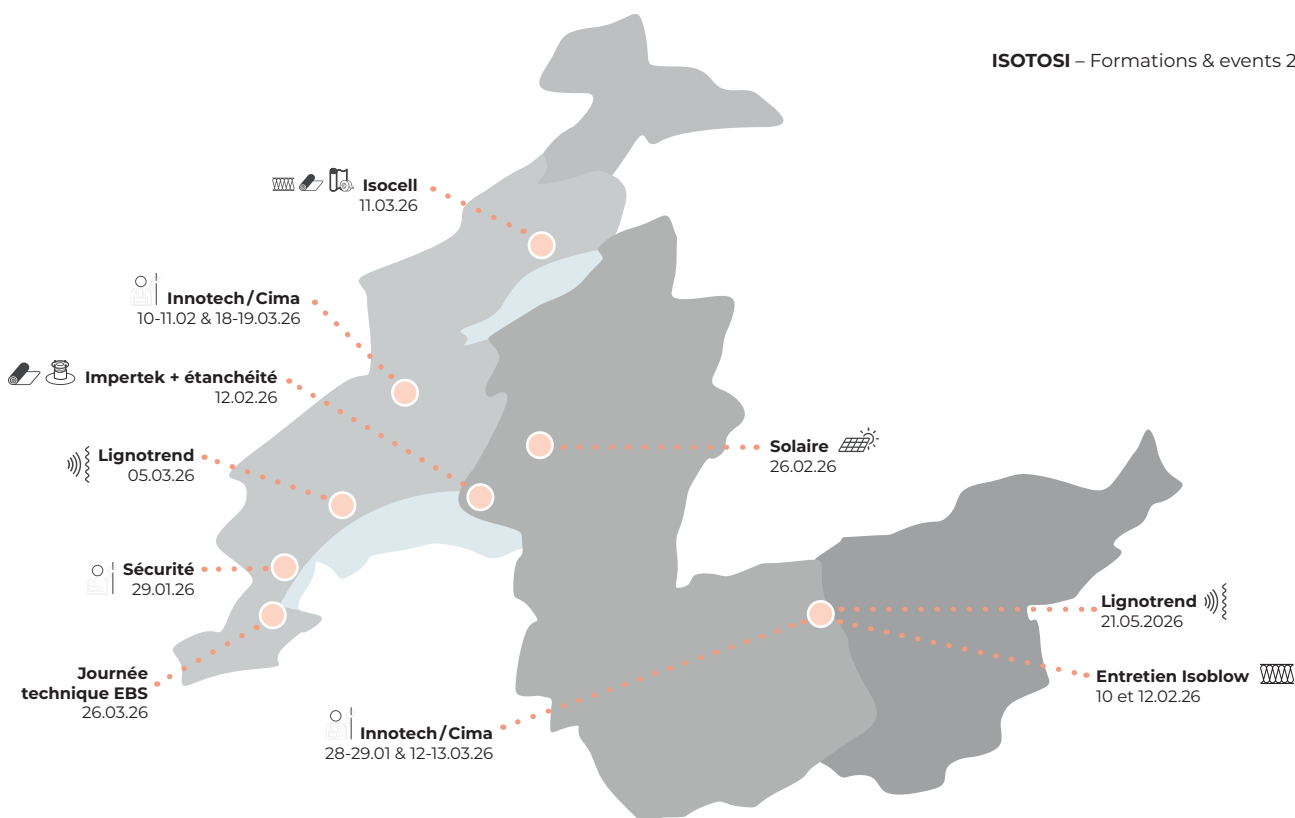 ISOTOSI – Formations & events 2
Isocell
11.03.26
Innotech / Cima
10-11.02 & 18-19.03.26
Impertek + étanchéité
12.02.26
Lignotrend
05.03.26
Solaire
26.02.26
Sécurité
29.01.26
Lignotrend
21.05.2026
Journée
technique EBS
26.03.26
Entretien Isoblow
10 et 12.02.26
Innotech / Cima
28-29.01 & 12-13.03.26